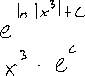 e^{ln|x^3|+c}
x^3 · e^c